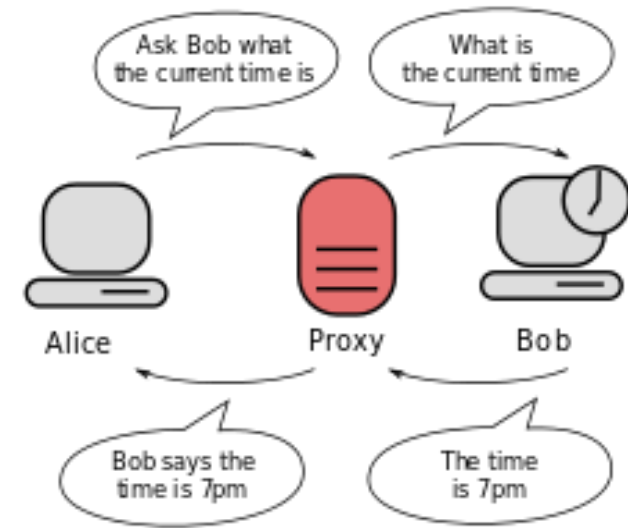 Ask Bob what
the current time is
What is
the current time
Alice
Proxy
Bob
Bob says the
time is 7pm
The time
is 7pm